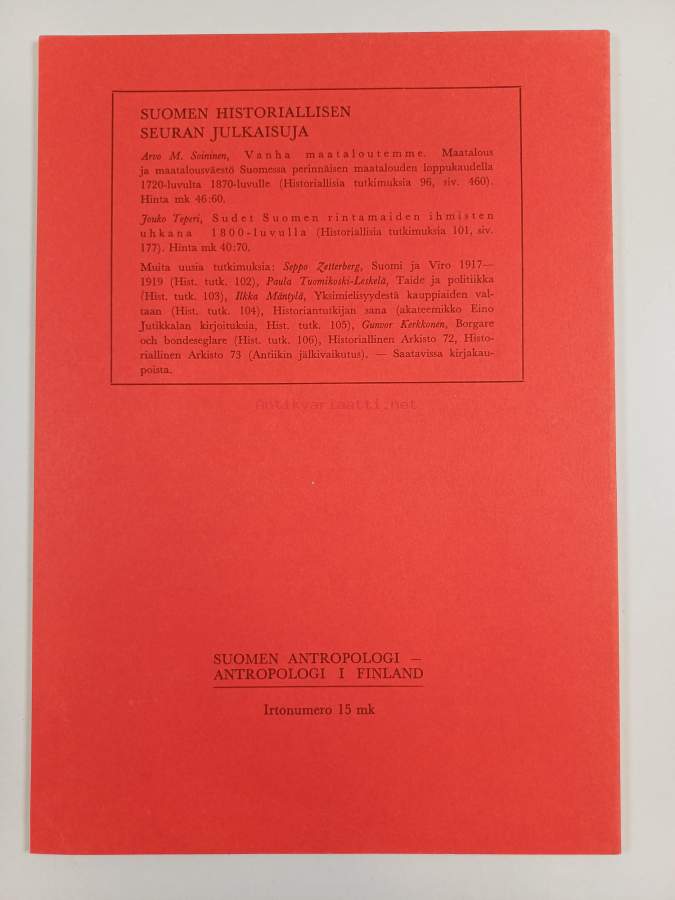 SUOMEN HISTORIALLISEN
SEURAN JULKAISUJA
Arvo M. Soininen, Vanha maataloutemme. Maatalous
ja maatalousväestö Suomessa perinnäisen maatalouden loppukaudella
1720-luvulta 1870-luvulle (Historiallisia tutkimuksia 96, siv. 460).
Hinta mk 46:60.
Jouko Teperi, Sudet Suomen rintamaiden ihmisten
uhkana 1800-luvulla (Historiallisia tutkimuksia 101, siv.
177). Hinta mk 40:70.
Muita uusia tutkimuksia: Seppo Zetterberg, Suomi ja Viro 1917—
1919 (Hist. tutk. 102), Paula Tuomikoski-Leskelä, Taide ja politiikka
(Hist. tutk. 103), Ilkka Mäntylä, Yksimielisyydestä kauppiaiden val-
taan (Hist. tutk. 104), Historiantutkijan sana (akateemikko Eino
Jutikkalan kirjoituksia, Hist. tutk. 105), Gunvor Kerkkonen, Borgare
och bondeseglare (Hist. tutk. 106), Historiallinen Arkisto 72, Histo-
riallinen Arkisto 73 (Antiikin jälkivaikutus). — Saatavissa kirjakau-
poista.
Antikvariaatti.net
SUOMEN ANTROPOLOGI —
ANTROPOLOGI I FINLAND
Irtonumero 15 mk